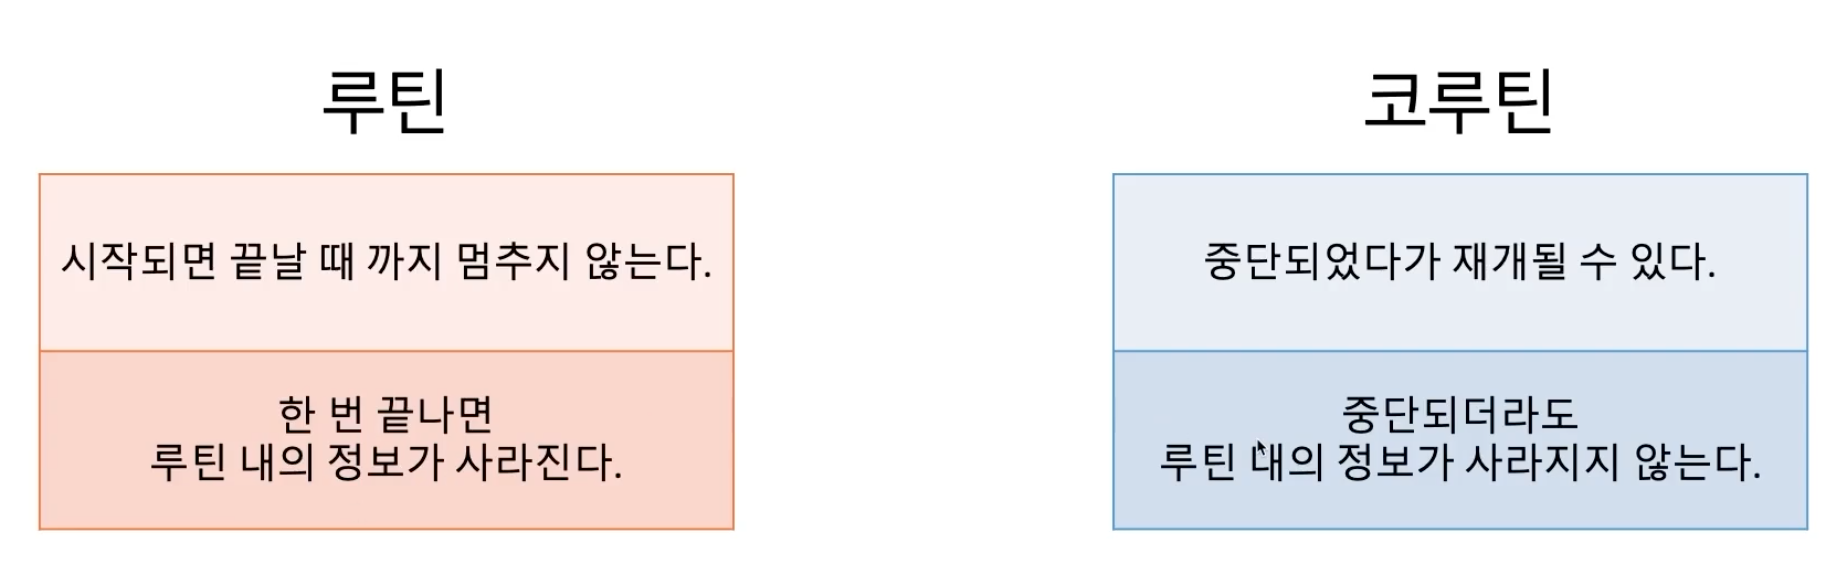 루틴
시작되면 끝날 때 까지 멈추지 않는다.
한 번 끝나면
루틴 내의 정보가 사라진다.
코루틴
중단되었다가 재개될 수 있다.
중단되더라도
루틴 내의 정보가 사라지지 않는다.